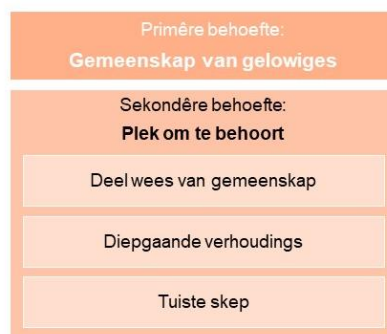 Primêre behoefte:
Gemeenskap van gelowiges
Sekondêre behoefte:
Plek om te behoort
Deel wees van gemeenskap
Diepgaande verhoudings
Tuiste skep